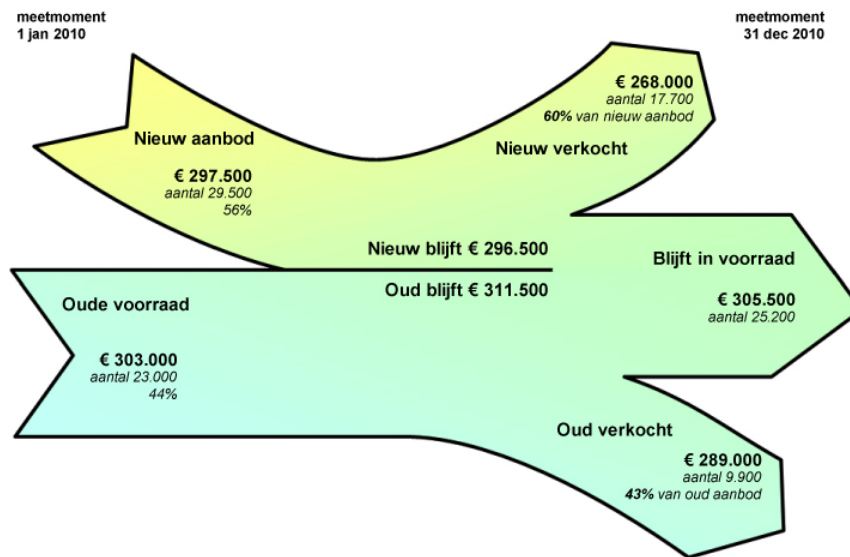 meetmoment
1 jan 2010
meetmoment
31 dec 2010
€ 268.000
aantal 17.700
60% van nieuw aanbod
Nieuw verkocht
Nieuw aanbod
€ 297.500
aantal 29.500
56%
Nieuw blijft € 296.500
Oud blijft € 311.500
Blijft in voorraad
€ 305.500
aantal 25.200
Oude voorraad
€ 303.000
aantal 23.000
44%
Oud verkocht
€ 289.000
aantal 9.900
43% van oud aanbod